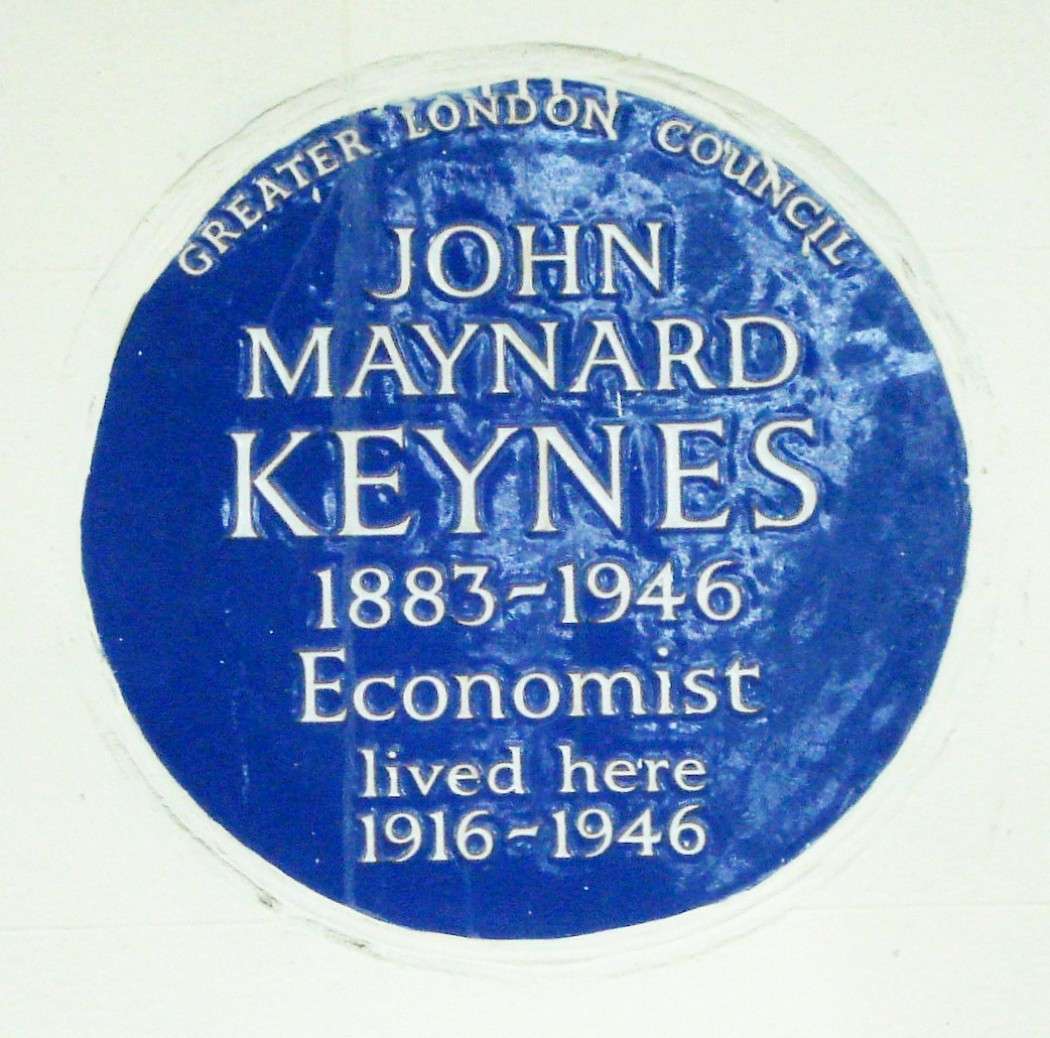 GREATER LONDON COUNCIL
JOHN
MAYNARD
KEYNES
1883~1946
Economist
lived here
1916~1946